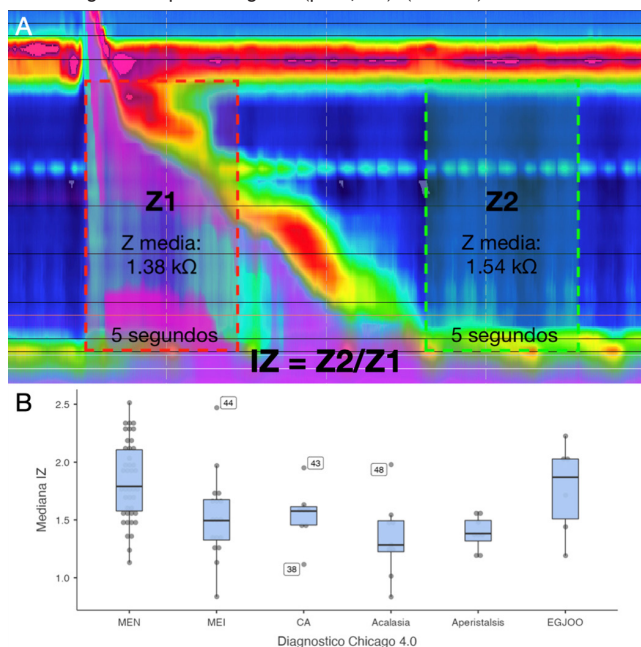 A
Z1
Z media:
1.38 kΩ
5 segundos
Z2
Z media:
1.54 kΩ
5 segundos
IZ = Z2/Z1
B
Mediana IZ
2.5
2.0
1.5
1.0
44
43
38
48
MEN MEI CA Acalasia Aperistalsis EGJOO
Diagnostico Chicago 4.0